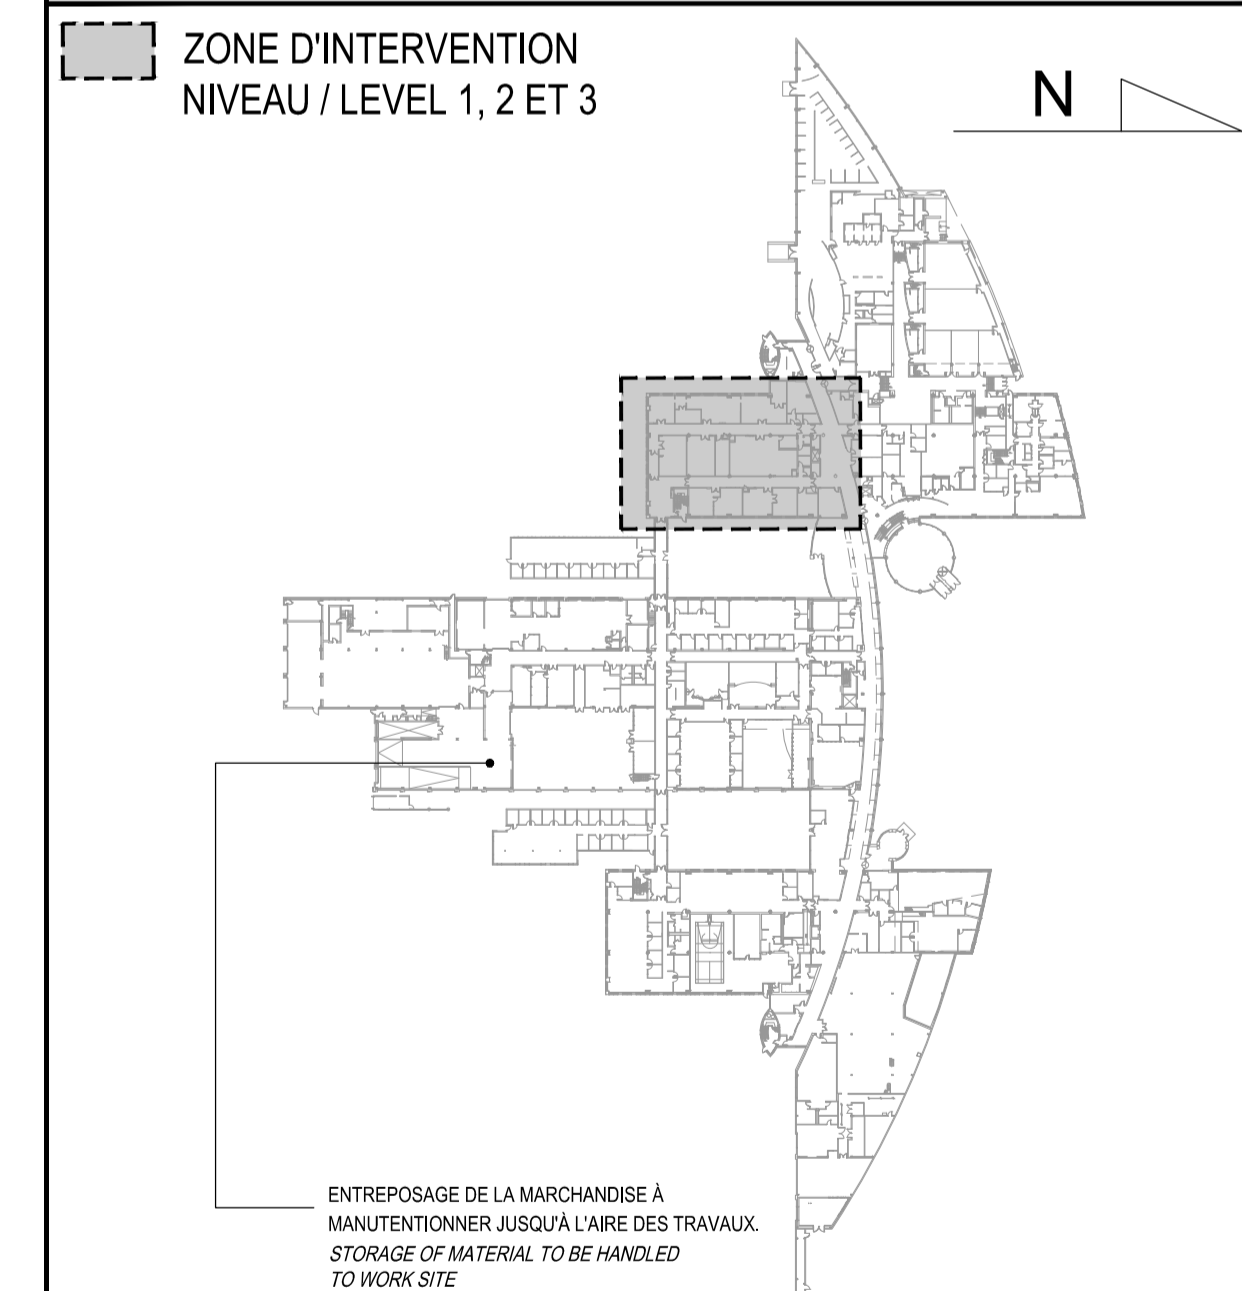 ZONE D'INTERVENTION
NIVEAU / LEVEL 1, 2 ET 3
N
ENTREPOSAGE DE LA MARCHANDISE À
MANUTENTIONNER JUSQU'À L'AIRE DES TRAVAUX.
STORAGE OF MATERIAL TO BE HANDLED
TO WORK SITE